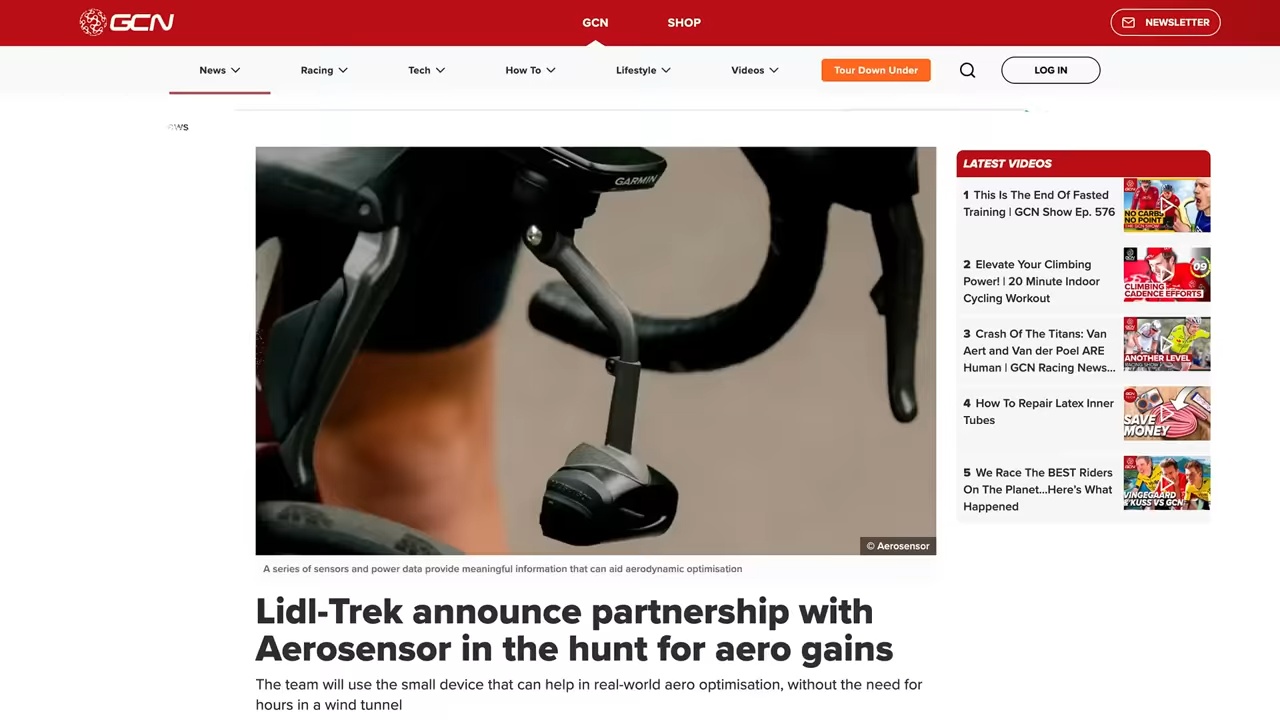 GCN
GCN
SHOP
NEWSLETTER
News
Racing
Tech
How To
Lifestyle
Videos
Tour Down Under
LOG IN
GARMIN
© Aerosensor
A series of sensors and power data provide meaningful information that can aid aerodynamic optimisation
Lidl-Trek announce partnership with
Aerosensor in the hunt for aero gains
The team will use the small device that can help in real-world aero optimisation, without the need for
hours in a wind tunnel
LATEST VIDEOS
1 This Is The End Of Fasted
Training | GCN Show Ep. 576
NO CARBS
NO POINT
THE GCN SHOW
2 Elevate Your Climbing
Power! | 20 Minute Indoor
Cycling Workout
09
CLIMBING
CADENCE EFFORTS
3 Crash Of The Titans: Van
Aert and Van der Poel ARE
Human | GCN Racing News...
ANOTHER LEVEL
RACING SHOW
4 How To Repair Latex Inner
Tubes
SAVE
MONEY
5 We Race The BEST Riders
On The Planet...Here's What
Happened
VINGEGAARD
& KUSS VS GCN!